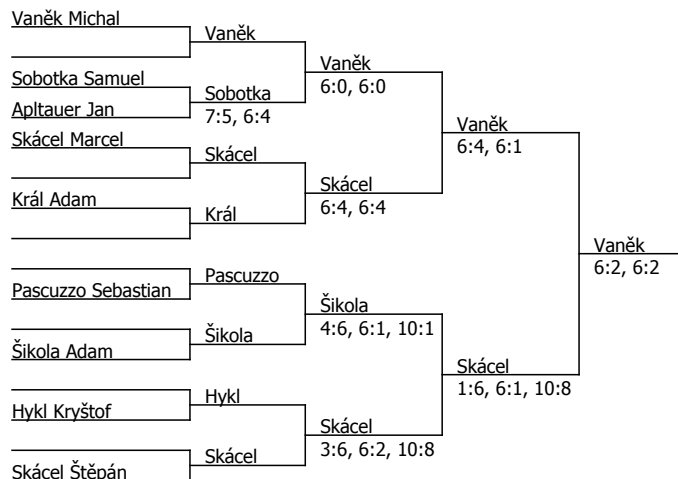 Vaněk Michal
Sobotka Samuel
Apltauer Jan
Skácel Marcel
Král Adam
Pascuzzo Sebastian
Šikola Adam
Hykl Kryštof
Skácel Štěpán
Vaněk
Sobotka
7:5, 6:4
Skácel
Král
Pascuzzo
Šikola
Hykl
Skácel
Vaněk
6:0, 6:0
Skácel
6:4, 6:4
Šikola
4:6, 6:1, 10:1
Skácel
3:6, 6:2, 10:8
Vaněk
6:4, 6:1
Skácel
1:6, 6:1, 10:8
Vaněk
6:2, 6:2